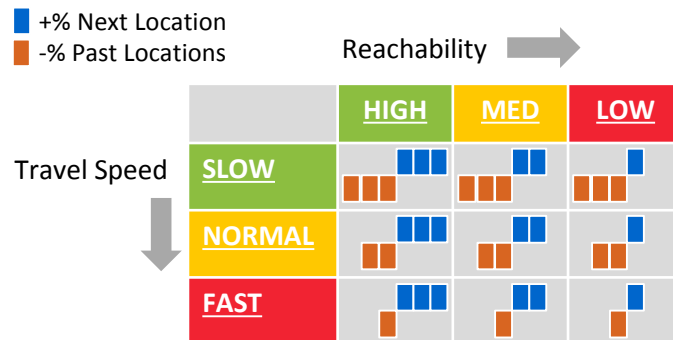 +% Next Location
-% Past Locations
Reachability
HIGH MED LOW
Travel Speed
SLOW
NORMAL
FAST